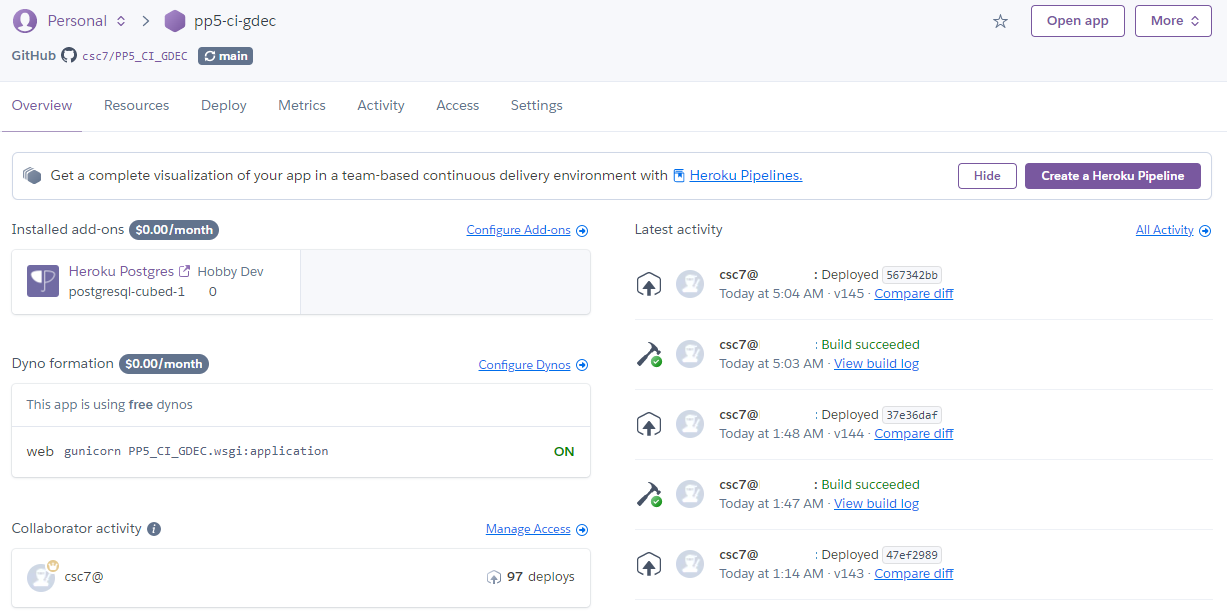 Personal pp5-ci-gdec Open app More
GitHub csc7/PP5_CI_GDEC main
Overview Resources Deploy Metrics Activity Access Settings
Get a complete visualization of your app in a team-based continuous delivery environment with Heroku Pipelines. Hide Create a Heroku Pipeline
Installed add-ons $0.00/month Configure Add-ons
Heroku Postgres Hobby Dev
postgresql-cubed-1 0
Dyno formation $0.00/month Configure Dynos
This app is using free dynos
web gunicorn PP5_CI_GDEC.wsgi:application ON
Collaborator activity i Manage Access
csc7@ 97 deploys
Latest activity All Activity
csc7@ : Deployed 567342bb
Today at 5:04 AM · v145 · Compare diff
csc7@ : Build succeeded
Today at 5:03 AM · View build log
csc7@ : Deployed 37e36daf
Today at 1:48 AM · v144 · Compare diff
csc7@ : Build succeeded
Today at 1:47 AM · View build log
csc7@ : Deployed 47ef2989
Today at 1:14 AM · v143 · Compare diff